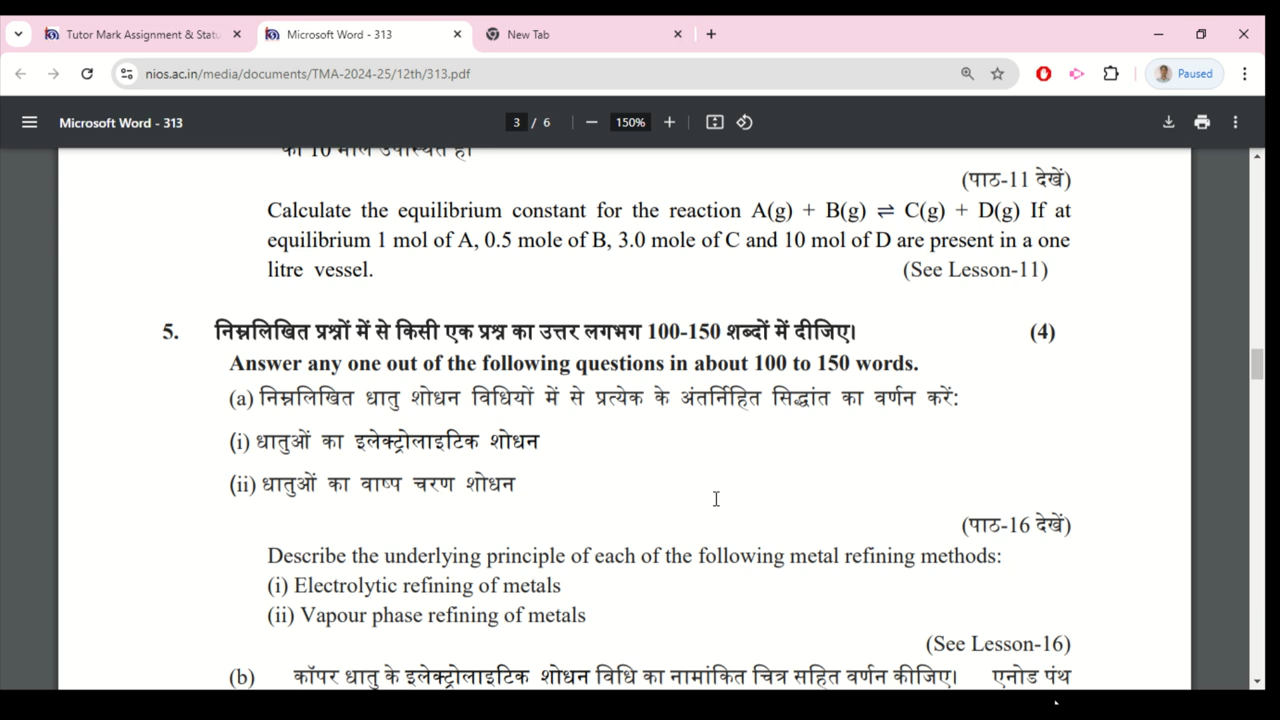 Tutor Mark Assignment & Statu
Microsoft Word - 313
New Tab
nios.ac.in/media/documents/TMA-2024-25/12th/313.pdf
Paused
Microsoft Word - 313
3 / 6
150%
का 10 मोल उपस्थित हो।
(पाठ-11 देखें)
Calculate the equilibrium constant for the reaction A(g) + B(g) ⇌ C(g) + D(g) If at
equilibrium 1 mol of A, 0.5 mole of B, 3.0 mole of C and 10 mol of D are present in a one
litre vessel. (See Lesson-11)
5. निम्नलिखित प्रश्नों में से किसी एक प्रश्न का उत्तर लगभग 100-150 शब्दों में दीजिए। (4)
Answer any one out of the following questions in about 100 to 150 words.
(a) निम्नलिखित धातु शोधन विधियों में से प्रत्येक के अंतर्निहित सिद्धांत का वर्णन करें:
(i) धातुओं का इलेक्ट्रोलाइटिक शोधन
(ii) धातुओं का वाष्प चरण शोधन
(पाठ-16 देखें)
Describe the underlying principle of each of the following metal refining methods:
(i) Electrolytic refining of metals
(ii) Vapour phase refining of metals
(See Lesson-16)
(b) कॉपर धातु के इलेक्ट्रोलाइटिक शोधन विधि का नामांकित चित्र सहित वर्णन कीजिए। एनोड पंथ